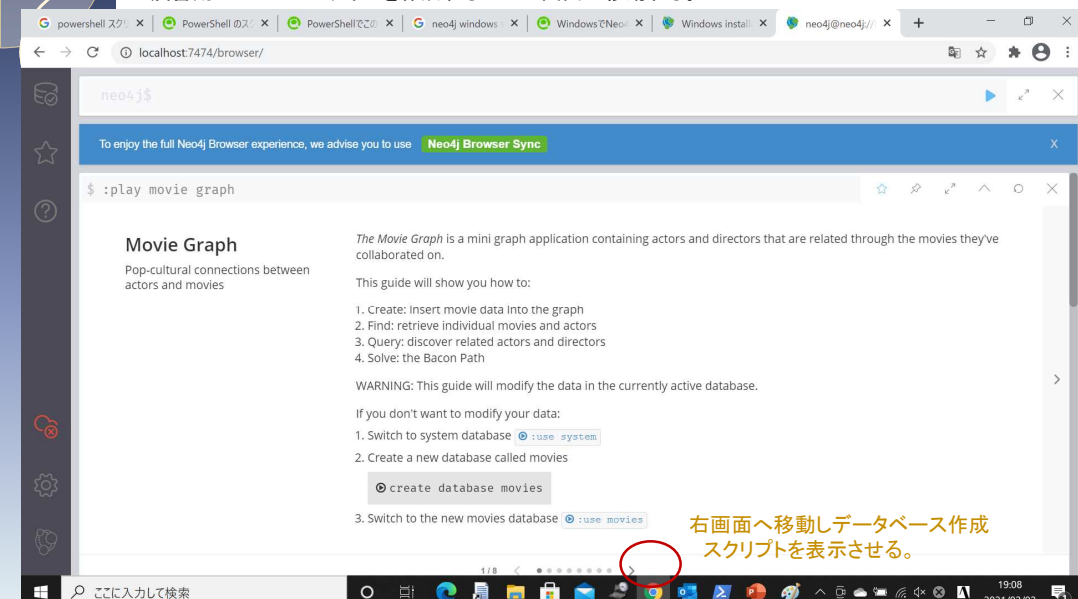 powershell スクリ
PowerShell のスク
PowerShellでこの
neo4j windows s
WindowsでNeo4
Windows install
neo4j@neo4j://
localhost:7474/browser/
neo4j$
To enjoy the full Neo4j Browser experience, we advise you to use Neo4j Browser Sync
X
$ :play movie graph
Movie Graph
Pop-cultural connections between
actors and movies
The Movie Graph is a mini graph application containing actors and directors that are related through the movies they've
collaborated on.
This guide will show you how to:
1. Create: insert movie data into the graph
2. Find: retrieve individual movies and actors
3. Query: discover related actors and directors
4. Solve: the Bacon Path
WARNING: This guide will modify the data in the currently active database.
If you don't want to modify your data:
1. Switch to system database :use system
2. Create a new database called movies
create database movies
3. Switch to the new movies database :use movies
右画面へ移動しデータベース作成
スクリプトを表示させる。
1/8
ここに入力して検索
19:08